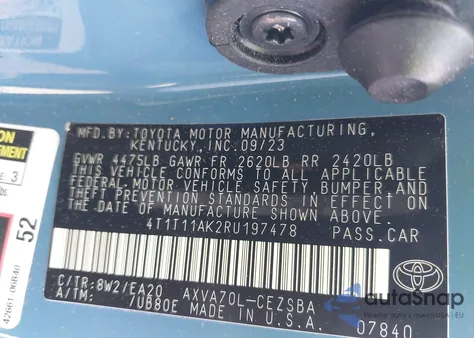 MFD.BY:TOYOTA MOTOR MANUFACTURING,
KENTUCKY,INC.09/23
GVWR 4475LB GAWR FR 2620LB RR 2420LB
THIS VEHICLE CONFORMS TO ALL APPLICABLE
FEDERAL MOTOR VEHICLE SAFETY, BUMPER,AND
THEFT PREVENTION STANDARDS IN EFFECT ON THE
DATE OF MANUFACTURE SHOWN ABOVE.
4T1T11AK2RU197478 PASS.CAR
C/TR:8W2/EA20 AXVA70L-CEZSBA
A/TM: /UB80E MADE IN U.S.A.
07840
TOYOTA
52
autoSnap